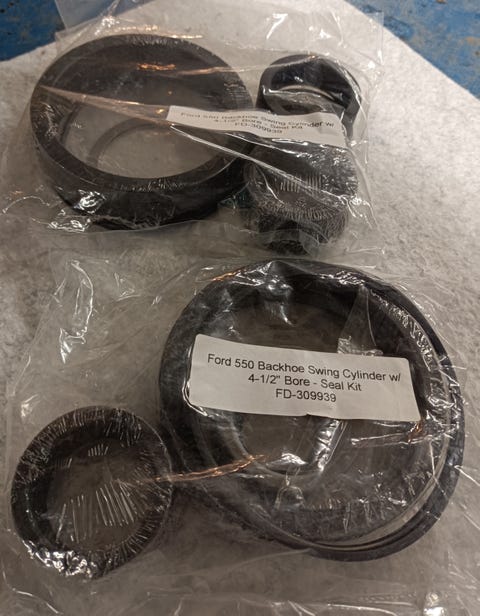 Ford 550 Backhoe Swing Cylinder w/
4-1/2" Bore - Seal Kit
FD-309939
Ford 550 Backhoe Swing Cylinder w/
4-1/2" Bore - Seal Kit
FD-309939